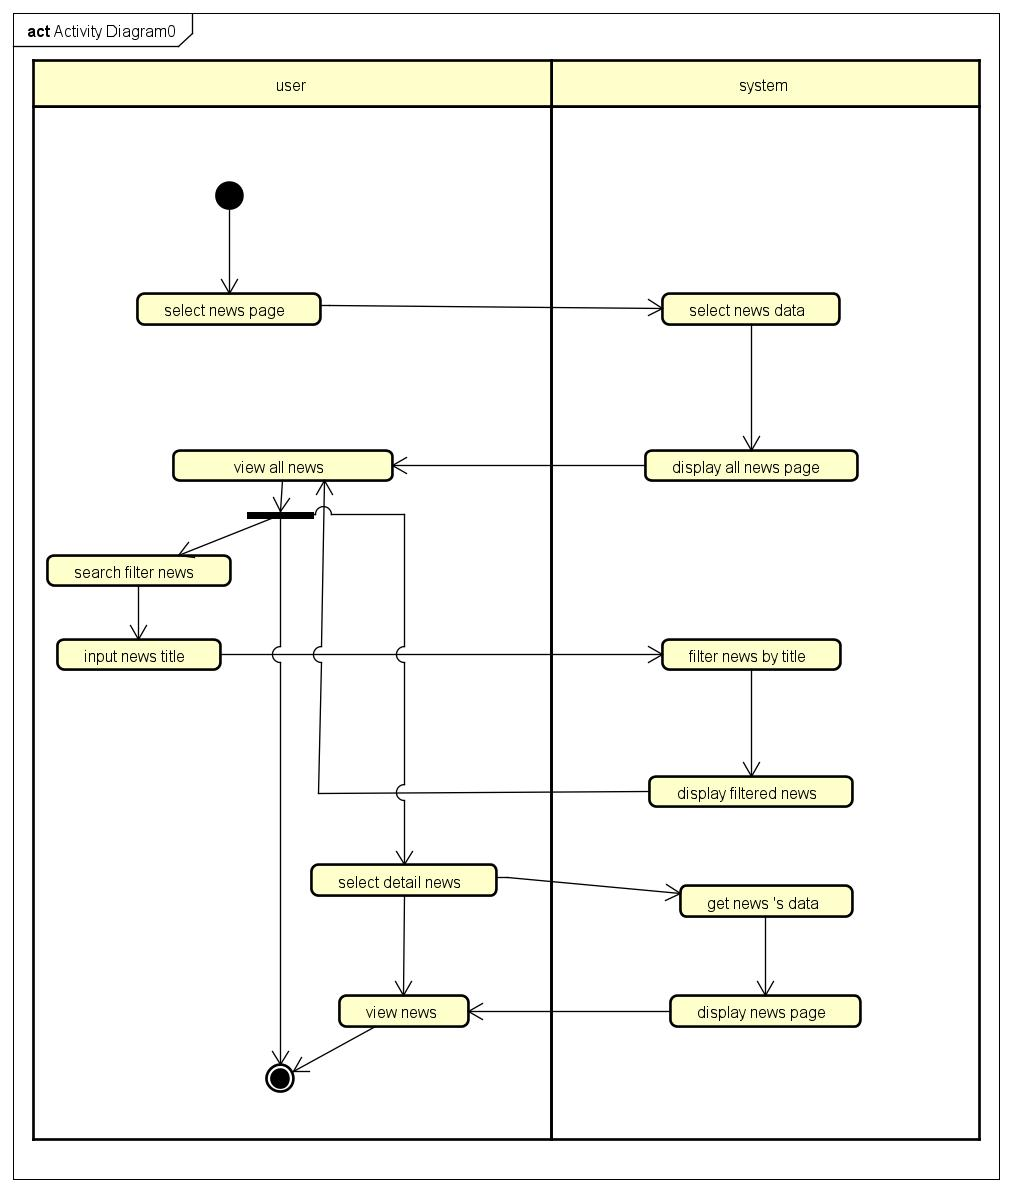 act Activity Diagram0
user
system
select news page
select news data
view all news
display all news page
search filter news
input news title
filter news by title
display filtered news
select detail news
get news 's data
view news
display news page